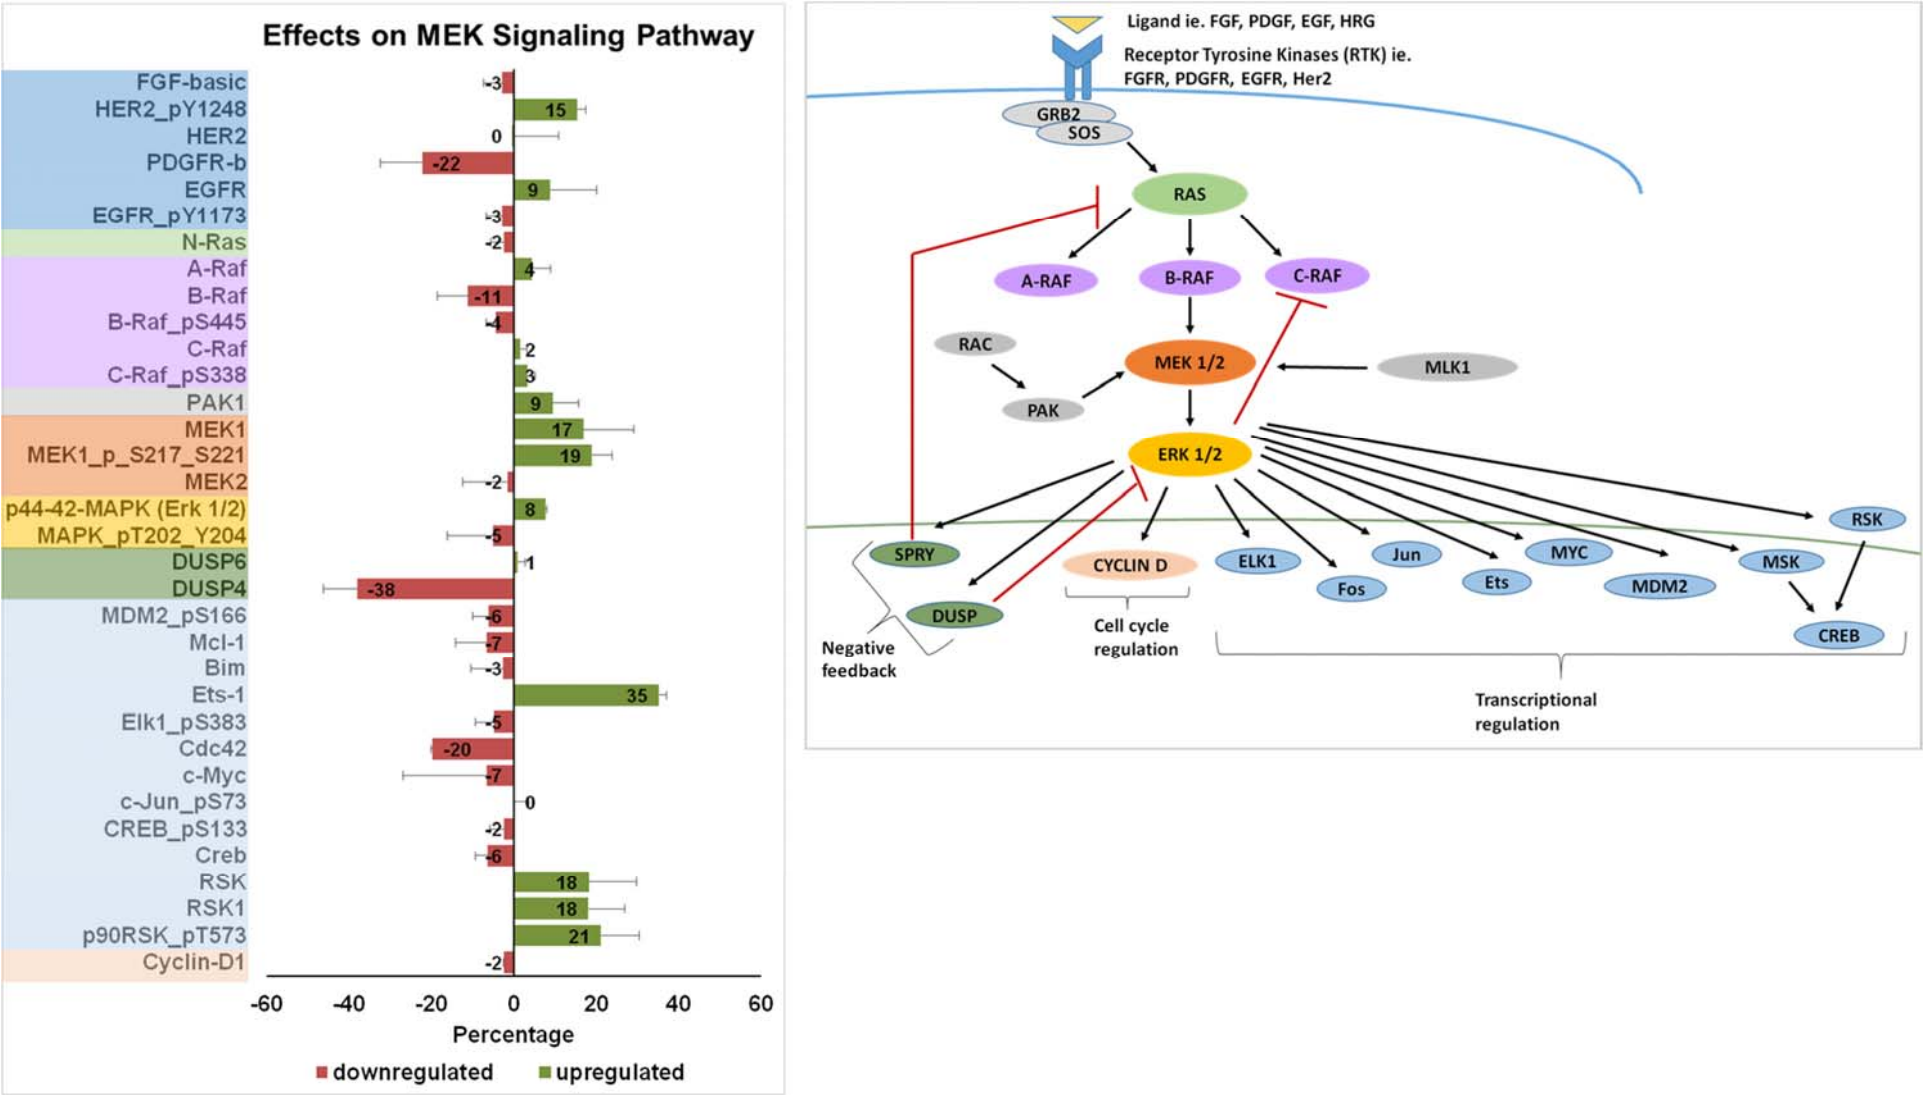 Effects on MEK Signaling Pathway
FGF-basic -3
HER2_pY1248 15
HER2 0
PDGFR-b -22
EGFR 9
EGFR_pY1173 -3
N-Ras -2
A-Raf 4
B-Raf -11
B-Raf_pS445 -4
C-Raf 2
C-Raf_pS338 3
PAK1 9
MEK1 17
MEK1_p_S217_S221 19
MEK2 -2
p44-42-MAPK (Erk 1/2) 8
MAPK_pT202_Y204 -5
DUSP6 1
DUSP4 -38
MDM2_pS166 -6
Mcl-1 -7
Bim -3
Ets-1 35
Elk1_pS383 -5
Cdc42 -20
c-Myc -7
c-Jun_pS73 0
CREB_pS133 -2
Creb -6
RSK 18
RSK1 18
p90RSK_pT573 21
Cyclin-D1 -2
-60 -40 -20 0 20 40 60
Percentage
downregulated upregulated
Ligand ie. FGF, PDGF, EGF, HRG
Receptor Tyrosine Kinases (RTK) ie.
FGFR, PDGFR, EGFR, Her2
GRB2
SOS
RAS
A-RAF B-RAF C-RAF
RAC
MEK 1/2
MLK1
PAK
ERK 1/2
RSK
SPRY
CYCLIN D
ELK1
Jun
MYC
MSK
Fos
Ets
MDM2
DUSP
CREB
Cell cycle
regulation
Negative
feedback
Transcriptional
regulation